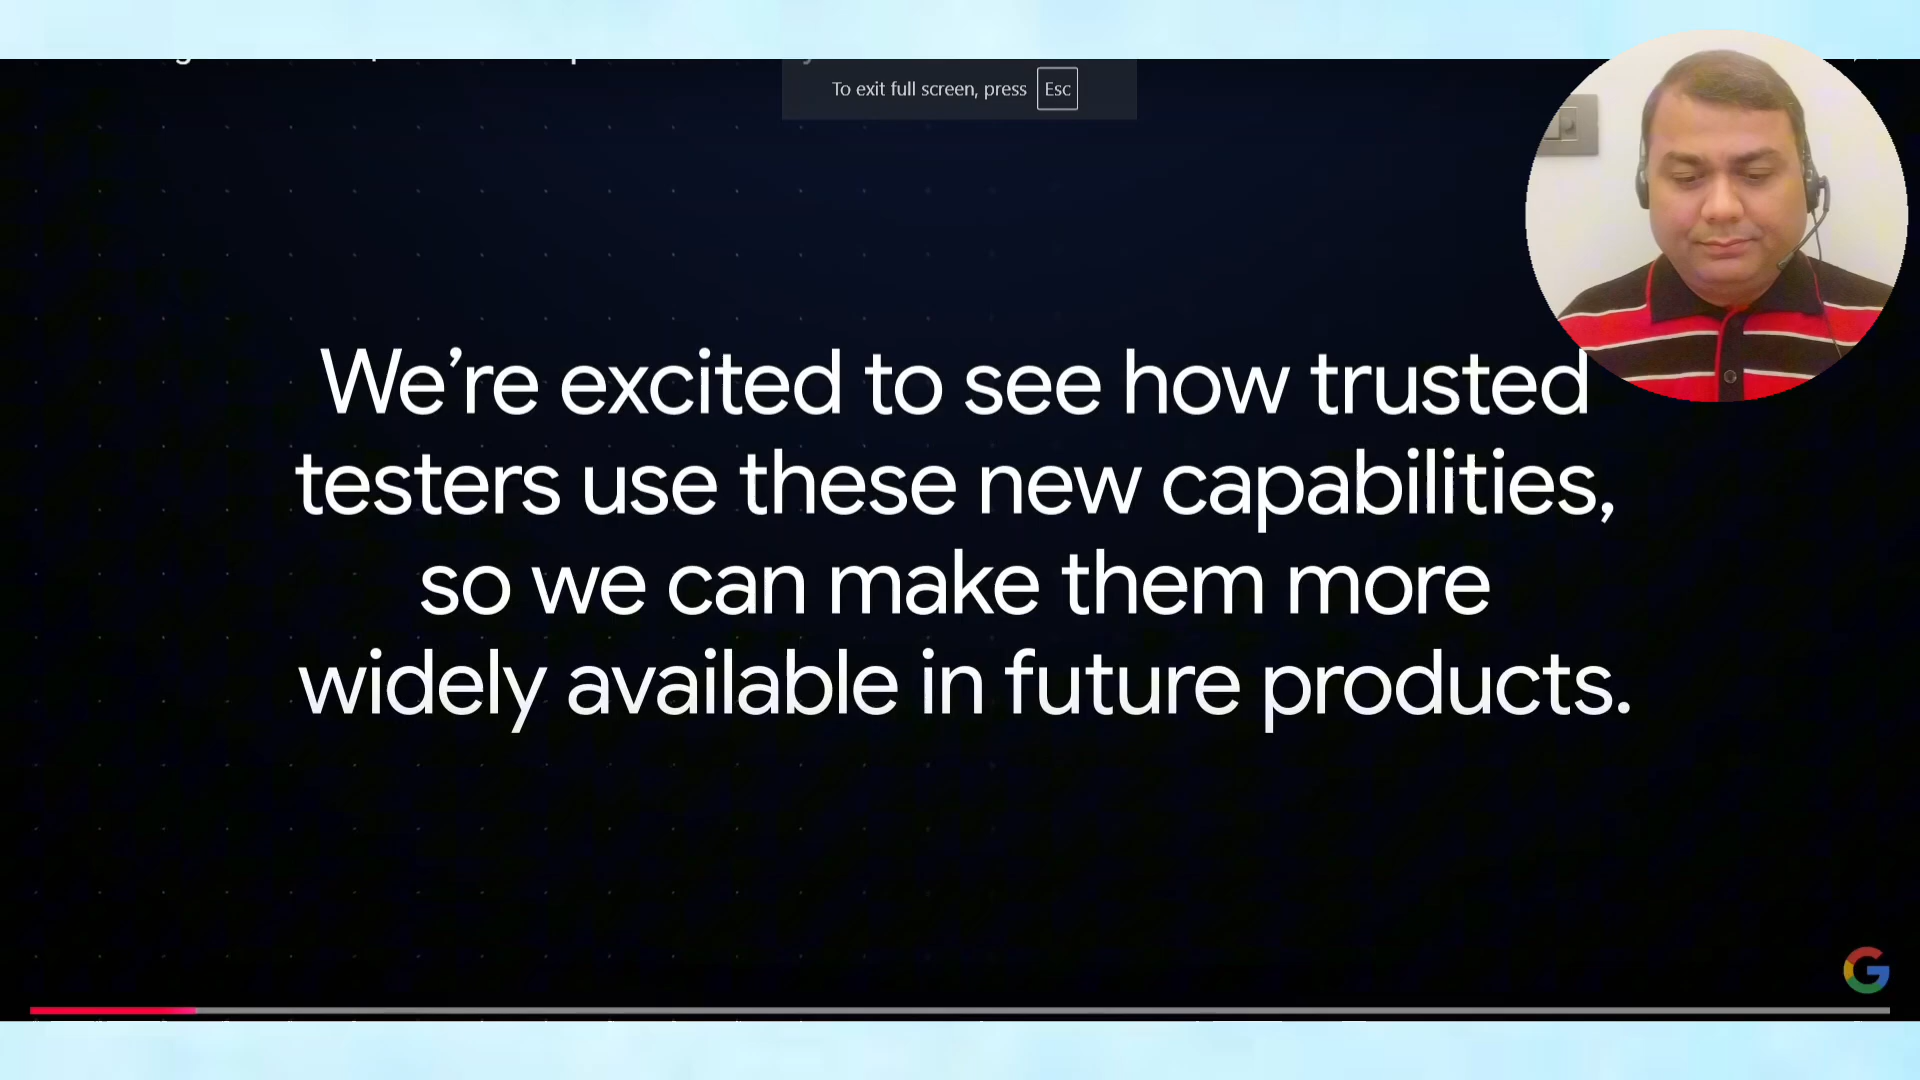 To exit full screen, press Esc
We're excited to see how trusted
testers use these new capabilities,
so we can make them more
widely available in future products.
G